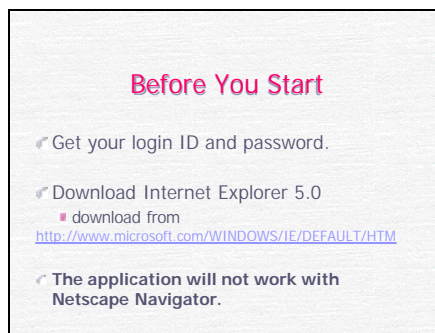 Before You Start
Get your login ID and password.
Download Internet Explorer 5.0
download from
http://www.microsoft.com/WINDOWS/IE/DEFAULT/HTM
The application will not work with
Netscape Navigator.